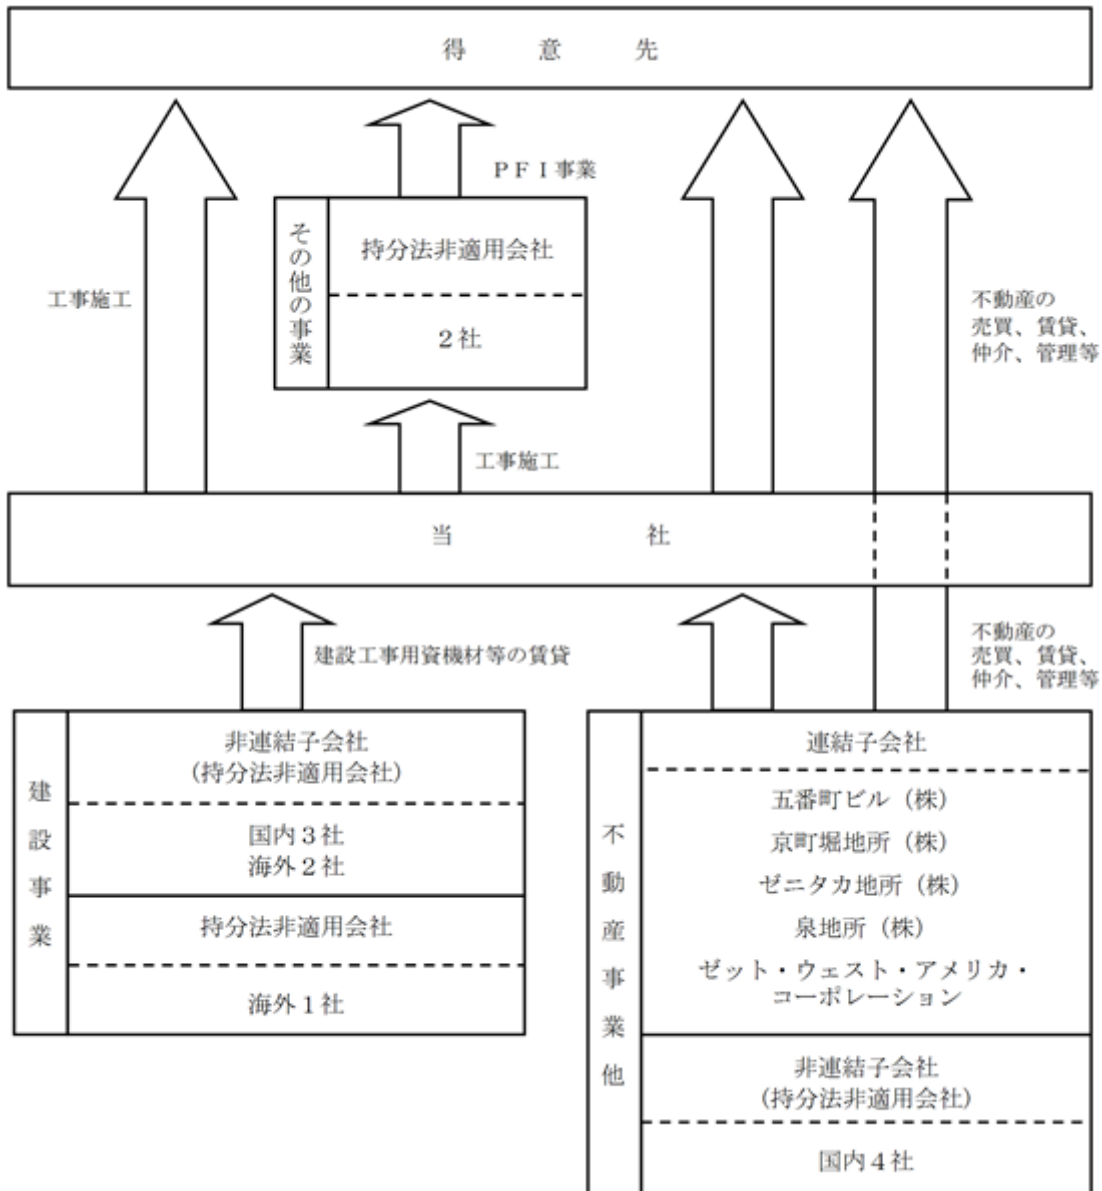 得意先
PFI事業
その他の事業
持分法非適用会社
2社
工事施工
不動産の
売買、賃貸、
仲介、管理等
工事施工
当社
建設工事用資機材等の賃貸
不動産の
売買、賃貸、
仲介、管理等
建設事業
非連結子会社
(持分法非適用会社)
国内3社
海外2社
持分法非適用会社
海外1社
不動産事業他
連結子会社
五番町ビル(株)
京町堀地所(株)
ゼニタカ地所(株)
泉地所(株)
ゼット・ウェスト・アメリカ・
コーポレーション
非連結子会社
(持分法非適用会社)
国内4社